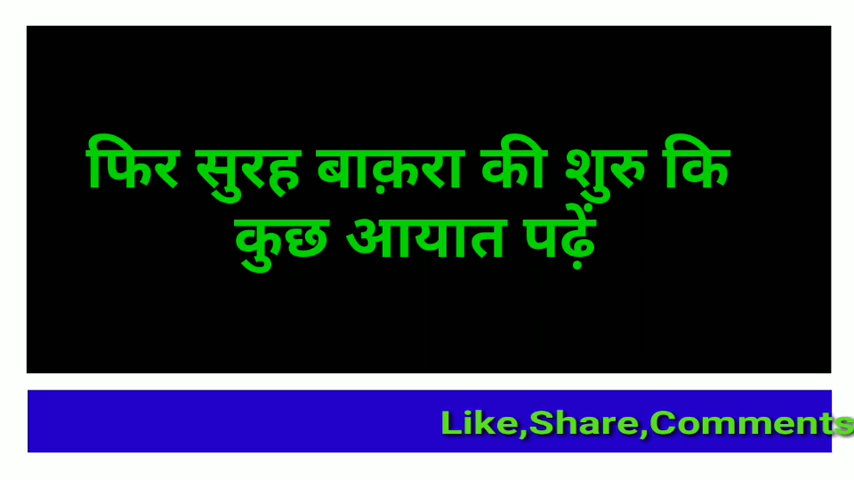 फिर सुरह बाक़रा की शुरु कि
कुछ आयात पढ़ें
Like,Share,Comments